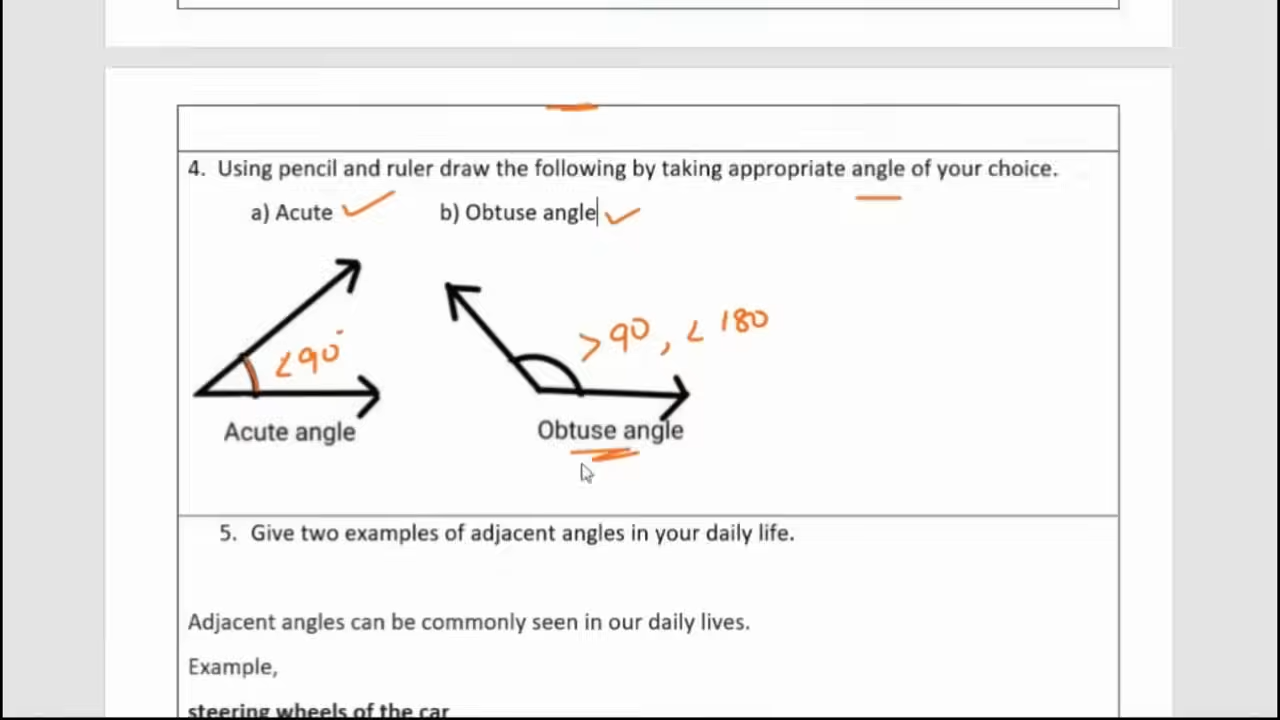 4. Using pencil and ruler draw the following by taking appropriate angle of your choice.
a) Acute b) Obtuse angle
<90° >90, <180
Acute angle Obtuse angle
5. Give two examples of adjacent angles in your daily life.
Adjacent angles can be commonly seen in our daily lives.
Example,
steering wheels of the car